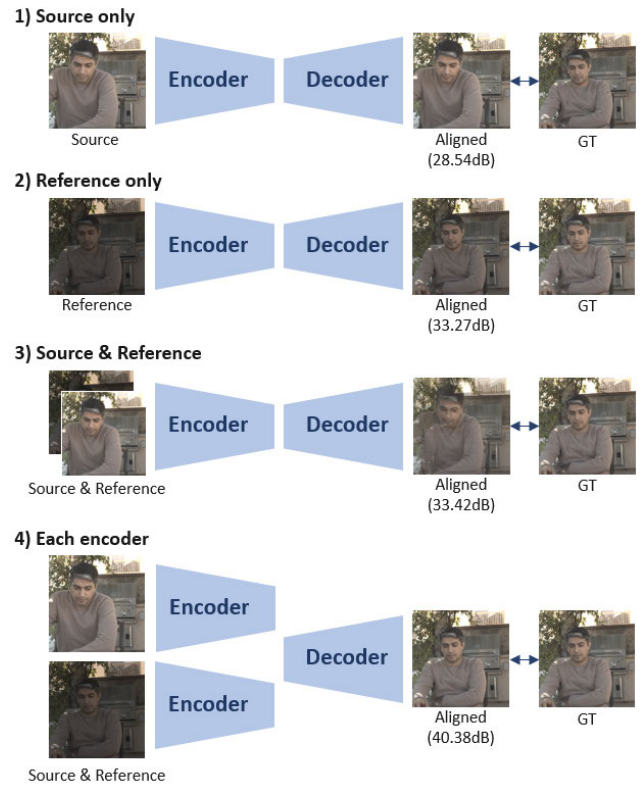 1) Source only
Encoder
Decoder
Source
Aligned
(28.54dB)
GT
2) Reference only
Encoder
Decoder
Reference
Aligned
(33.27dB)
GT
3) Source & Reference
Encoder
Decoder
Source & Reference
Aligned
(33.42dB)
GT
4) Each encoder
Encoder
Decoder
Encoder
Aligned
(40.38dB)
GT
Source & Reference